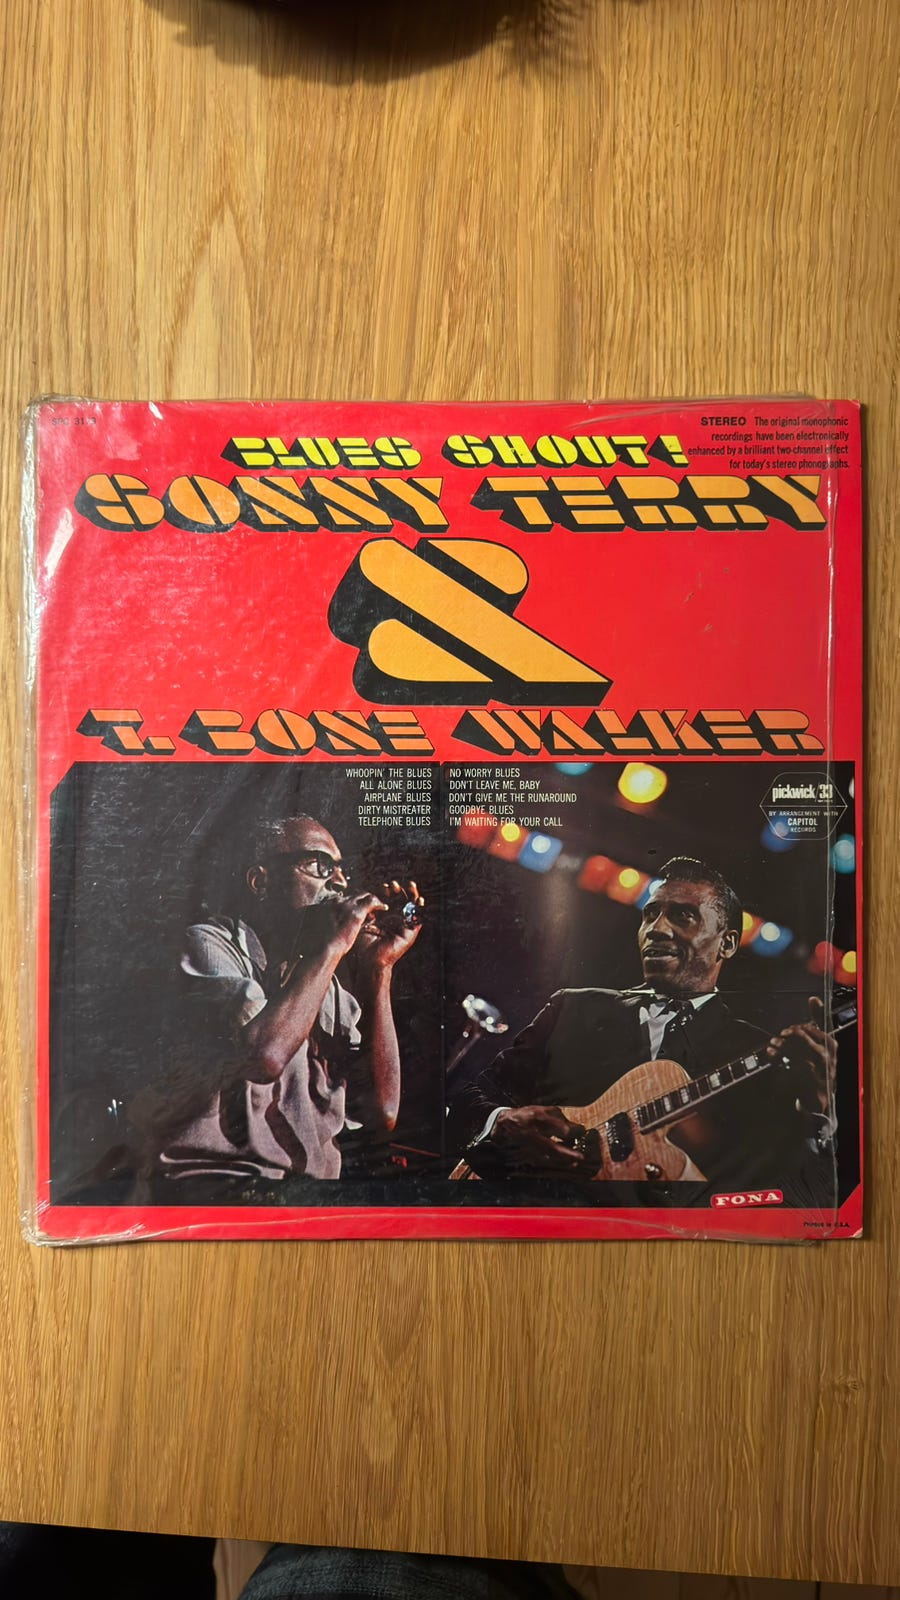 STEREO The original monophonic
recordings have been electronically
enhanced by a brilliant two-channel effect
for today's stereo phonographs.
BLUES SHOUT!
SONNY TERRY
&
T. BONE WALKER
WHOOPIN' THE BLUES
ALL ALONE BLUES
AIRPLANE BLUES
DIRTY MISTREATER
TELEPHONE BLUES
NO WORRY BLUES
DON'T LEAVE ME, BABY
DON'T GIVE ME THE RUNAROUND
GOODBYE BLUES
I'M WAITING FOR YOUR CALL
pickwick/33
BY ARRANGEMENT WITH
CAPITOL
RECORDS
FONA
Printed in U.S.A.